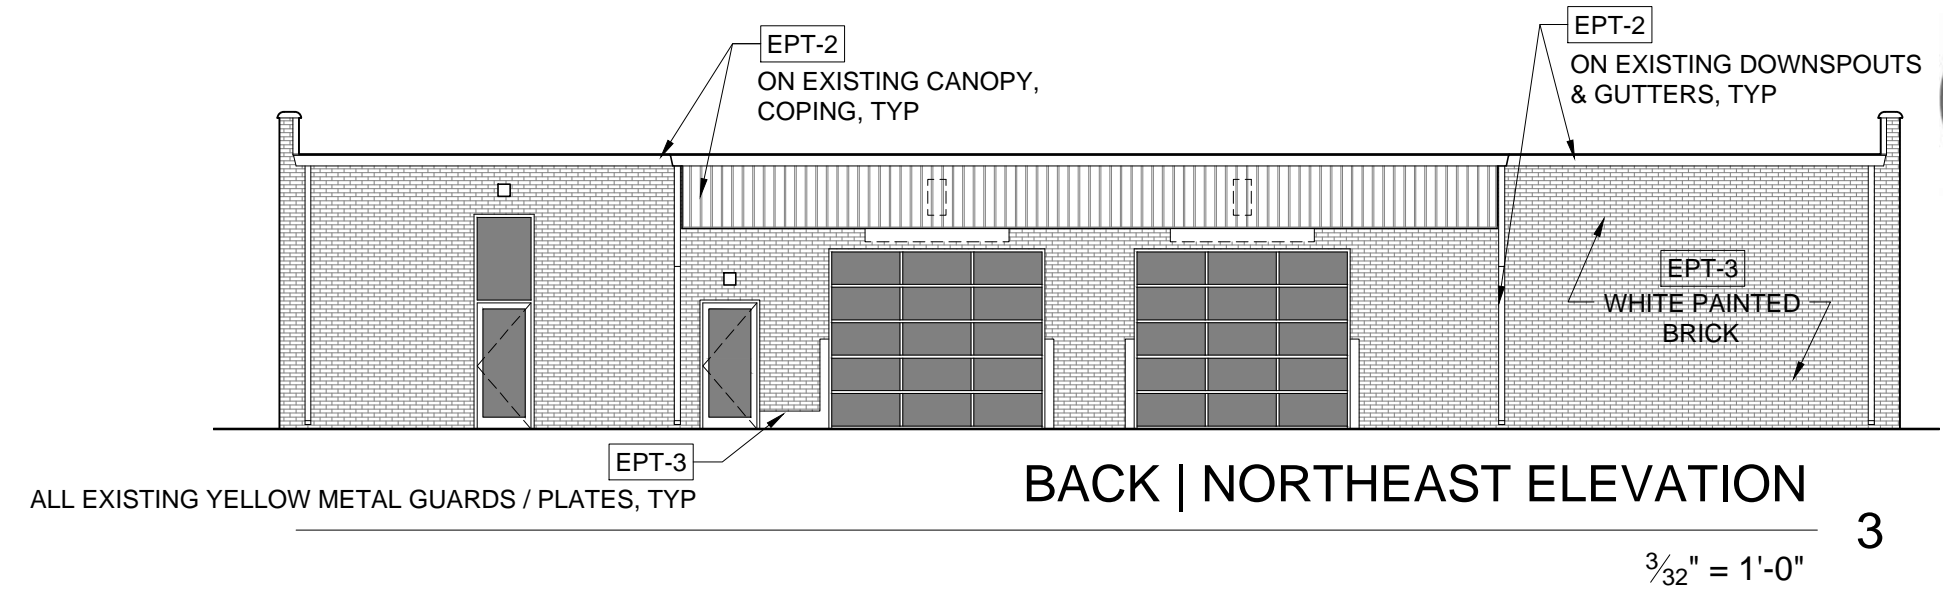 EPT-2
ON EXISTING CANOPY,
COPING, TYP
EPT-2
ON EXISTING DOWNSPOUTS
& GUTTERS, TYP
EPT-3
WHITE PAINTED
BRICK
EPT-3
ALL EXISTING YELLOW METAL GUARDS / PLATES, TYP
BACK | NORTHEAST ELEVATION
3
3/32" = 1'-0"